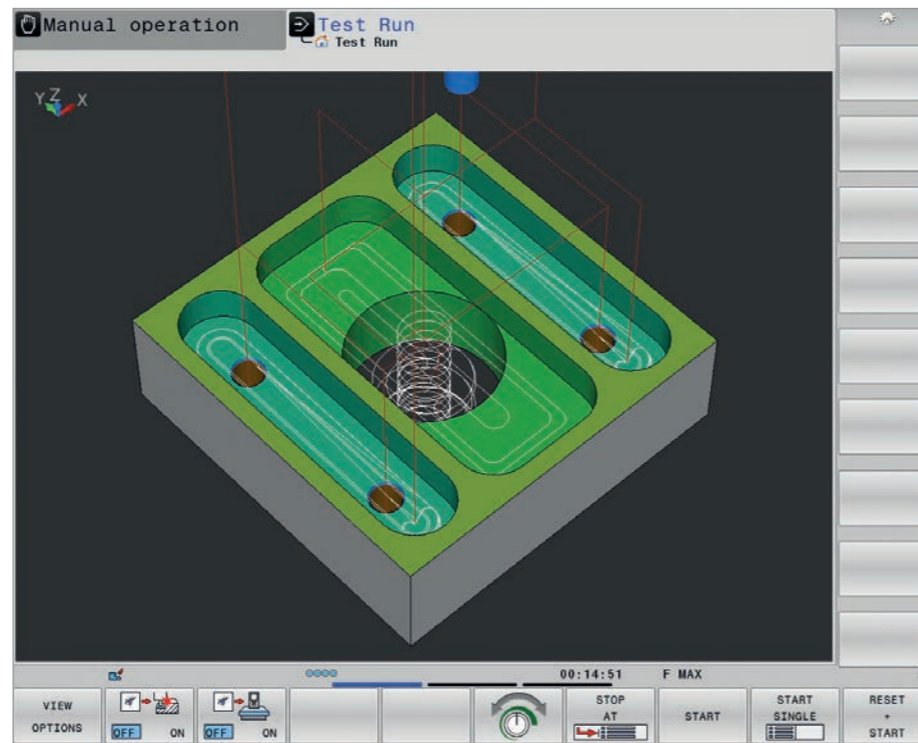 Manual operation
Test Run
Test Run
Y Z X
00:14:51 F MAX
VIEW
OPTIONS
OFF ON
OFF ON
STOP
AT
START
START
SINGLE
RESET
+
START